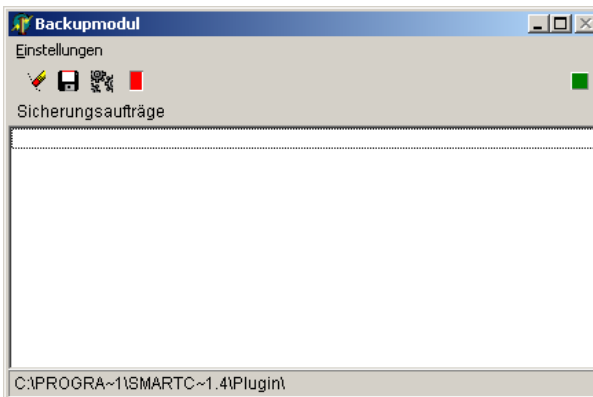 Backupmodul
Einstellungen
Sicherungsaufträge
C:\PROGRA~1\SMARTC~1.4\Plugin\